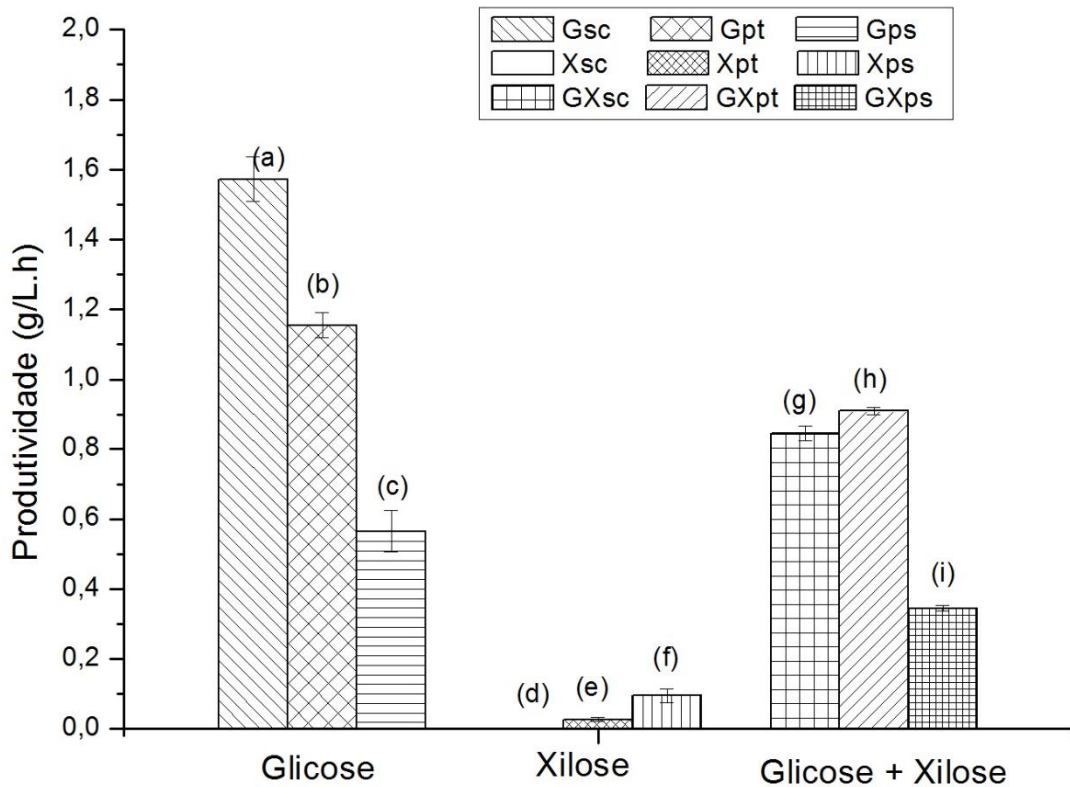 Gsc Gpt Gps
Xsc Xpt Xps
GXsc GXpt GXps
Produtividade (g/L.h)
2,0
1,8
1,6
1,4
1,2
1,0
0,8
0,6
0,4
0,2
0,0
(a)
(b)
(c)
(d)
(e)
(f)
(g)
(h)
(i)
Glicose
Xilose
Glicose + Xilose